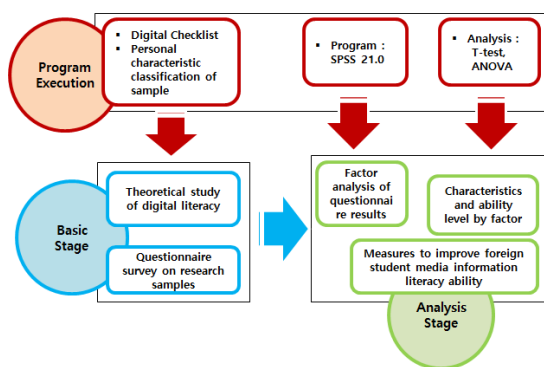 Program
Execution
▪ Digital Checklist
▪ Personal
characteristic
classification of
sample
▪ Program :
SPSS 21.0
▪ Analysis :
T-test,
ANOVA
Basic
Stage
Theoretical study
of digital literacy
Questionnaire
survey on research
samples
Factor
analysis of
questionnai
re results
Characteristics
and ability
level by factor
Measures to improve foreign
student media information
literacy ability
Analysis
Stage